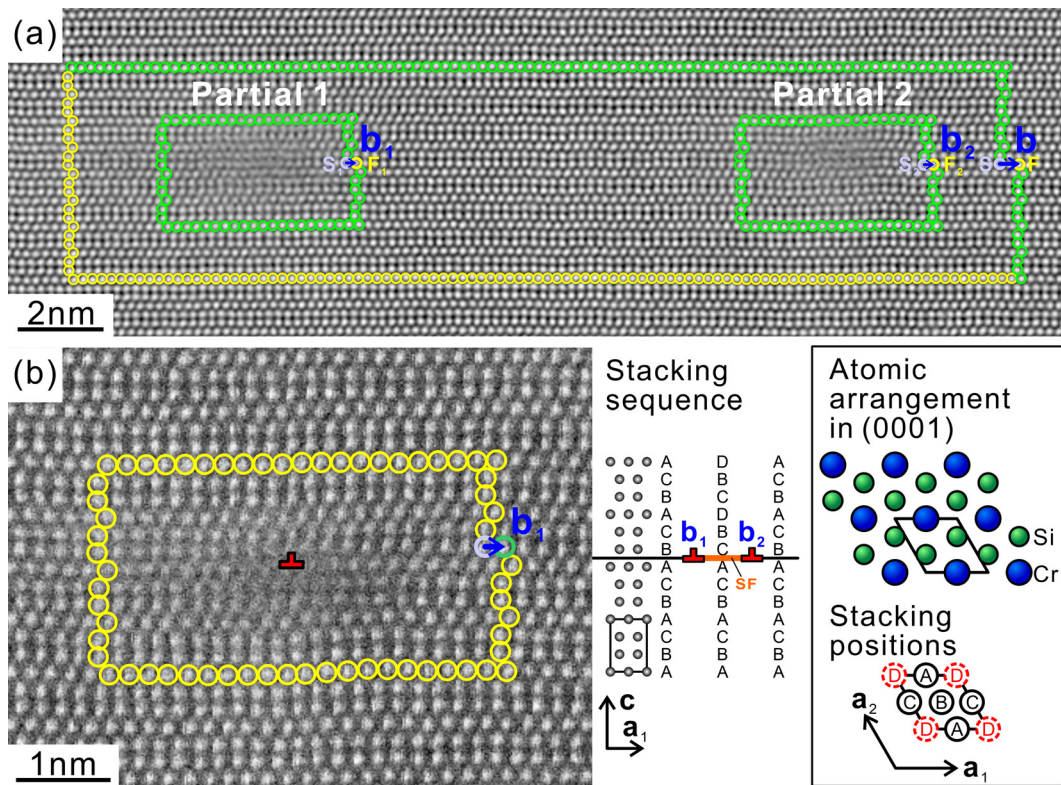 (a)
Partial 1
Partial 2
b1
b2
b
S1
F1
S2
F2
S
F
2nm
(b)
b1
1nm
Stacking
sequence
A D A
C B C
B C B
A D A
C B C
B C B
b1 b2
SF
A A A
C C C
B B B
A A A
C C C
B B B
A A A
c
a1
Atomic
arrangement
in (0001)
Si
Cr
Stacking
positions
D A D
C B C
D A D
a2
a1